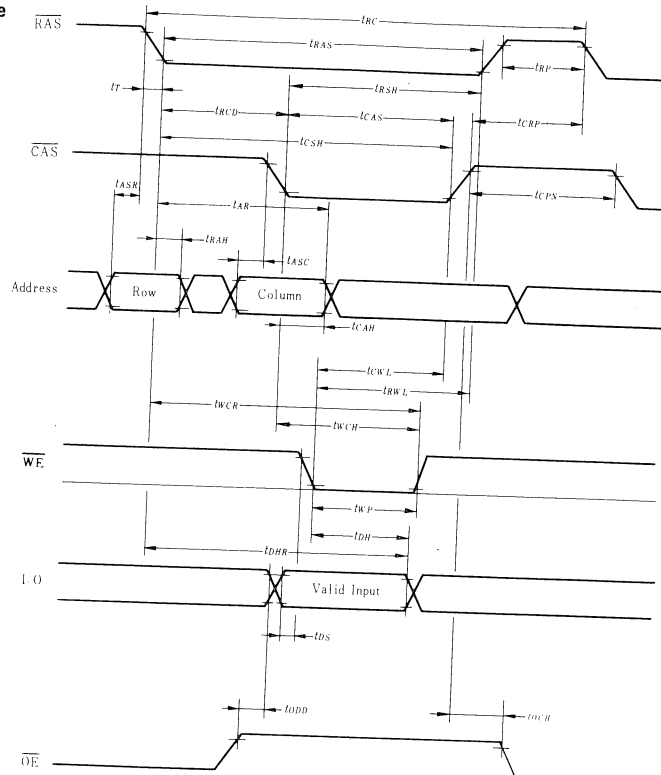 e
RAS
tRC
tRAS
tRP
tT
tRSH
tRCD
tCAS
tCRP
tCSH
CAS
tASR
tAR
tCPN
tRAH
tASC
Address
Row
Column
tCAH
tCWL
tRWL
tWCR
tWCH
WE
tWP
tDH
tDHR
I/O
Valid Input
tDS
tODD
tOCH
OE